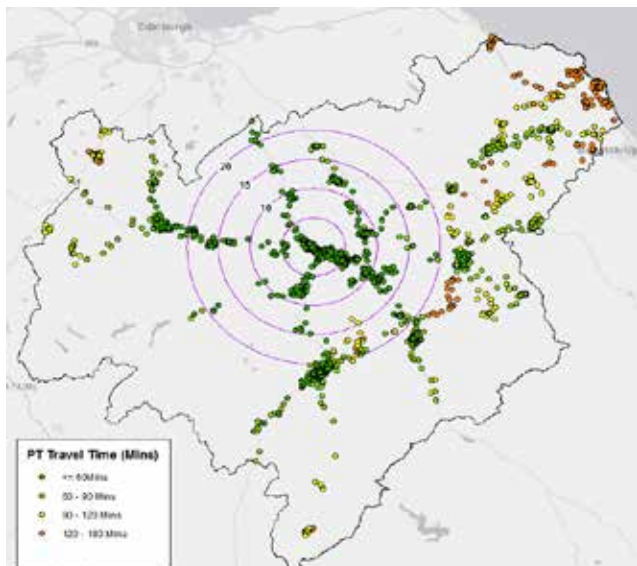 Edinburgh
20
15
10
PT Travel Time (Mins)
<= 60Mins
60 - 90 Mins
90 - 120 Mins
120 - 180 Mins